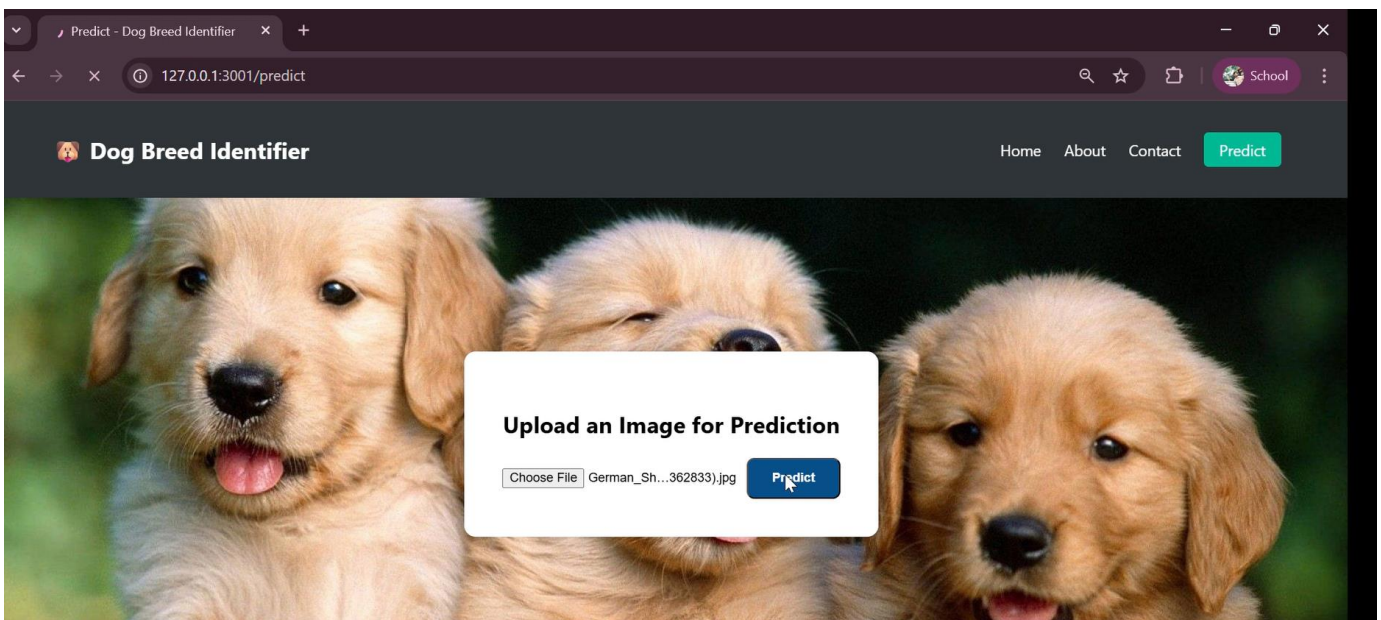 Predict - Dog Breed Identifier
127.0.0.1:3001/predict
School
Dog Breed Identifier
Home About Contact Predict
Upload an Image for Prediction
Choose File German_Sh...362833).jpg Predict